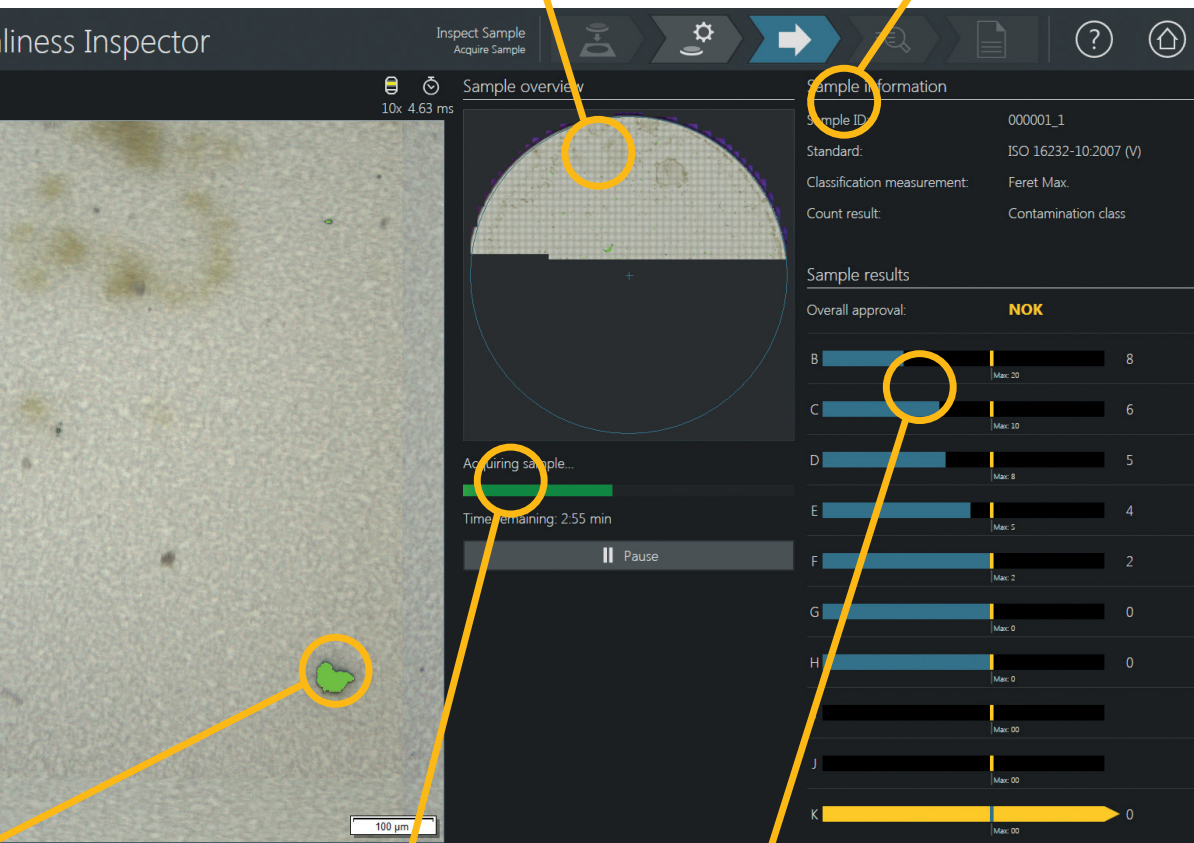 liness Inspector
Inspect Sample
Acquire Sample
?
10x 4.63 ms
Sample overview
Acquiring sample...
Time remaining: 2:55 min
Pause
100 µm
Sample information
Sample ID: 000001_1
Standard: ISO 16232-10:2007 (V)
Classification measurement: Feret Max.
Count result: Contamination class
Sample results
Overall approval: NOK
B 8
Max: 20
C 6
Max: 10
D 5
Max: 8
E 4
Max: 5
F 2
Max: 2
G 0
Max: 0
H 0
Max: 0
Max: 00
J
Max: 00
K 0
Max: 00